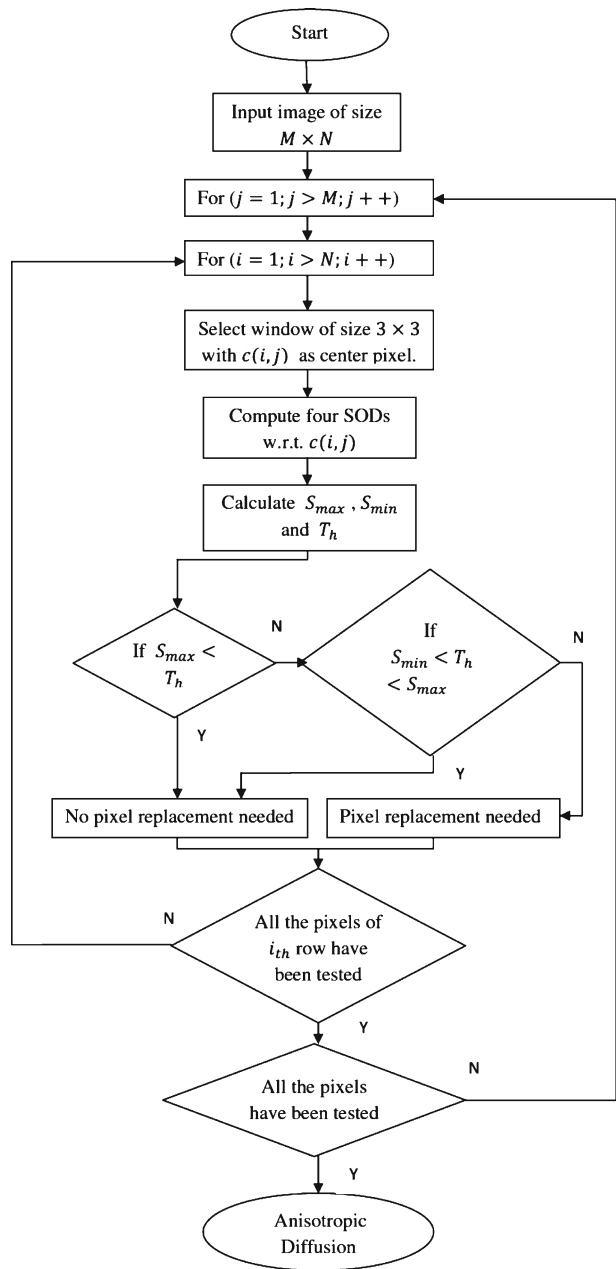 Start
Input image of size
M × N
For (j = 1; j > M; j + +)
For (i = 1; i > N; i + +)
Select window of size 3 × 3
with c(i, j) as center pixel.
Compute four SODs
w.r.t. c(i, j)
Calculate S_max , S_min
and T_h
If S_max <
T_h
N
If
S_min < T_h
< S_max
N
Y
Y
No pixel replacement needed
Pixel replacement needed
N
All the pixels of
i_th row have
been tested
Y
All the pixels
have been tested
N
Y
Anisotropic
Diffusion